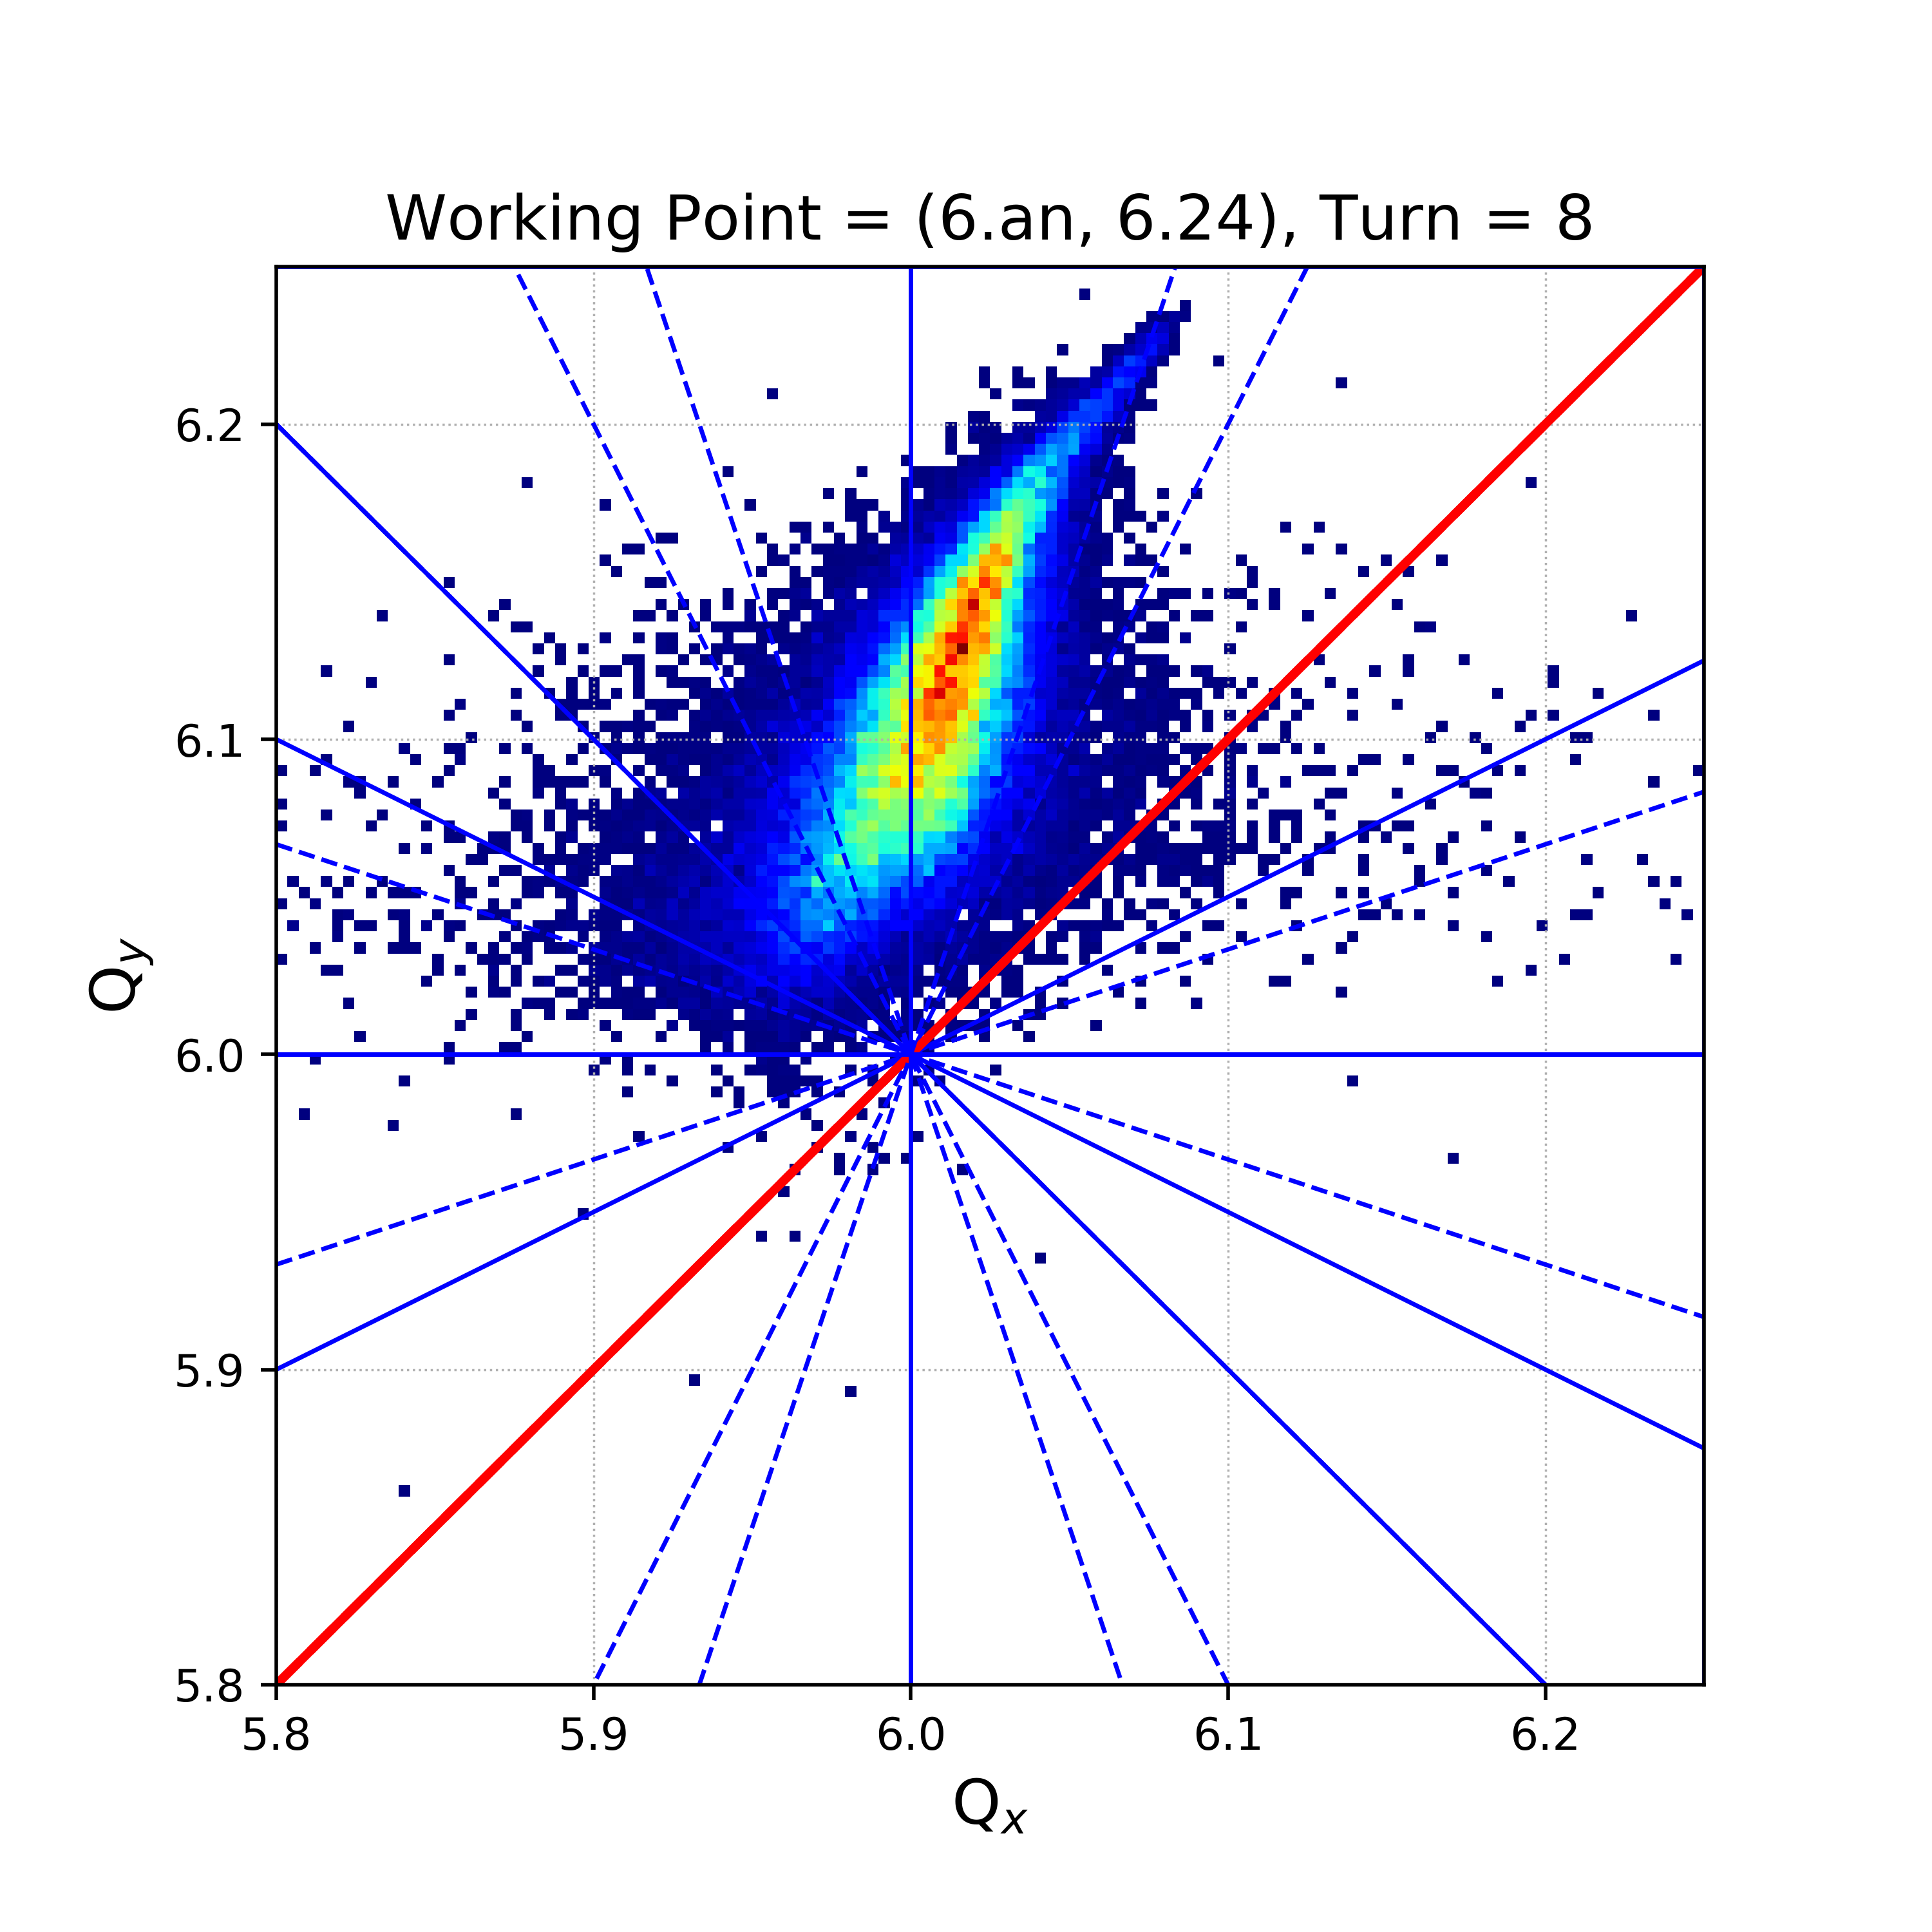 Working Point = (6.an, 6.24), Turn = 8
6.2
6.1
6.0
5.9
5.8
Qy
5.8 5.9 6.0 6.1 6.2
Qx